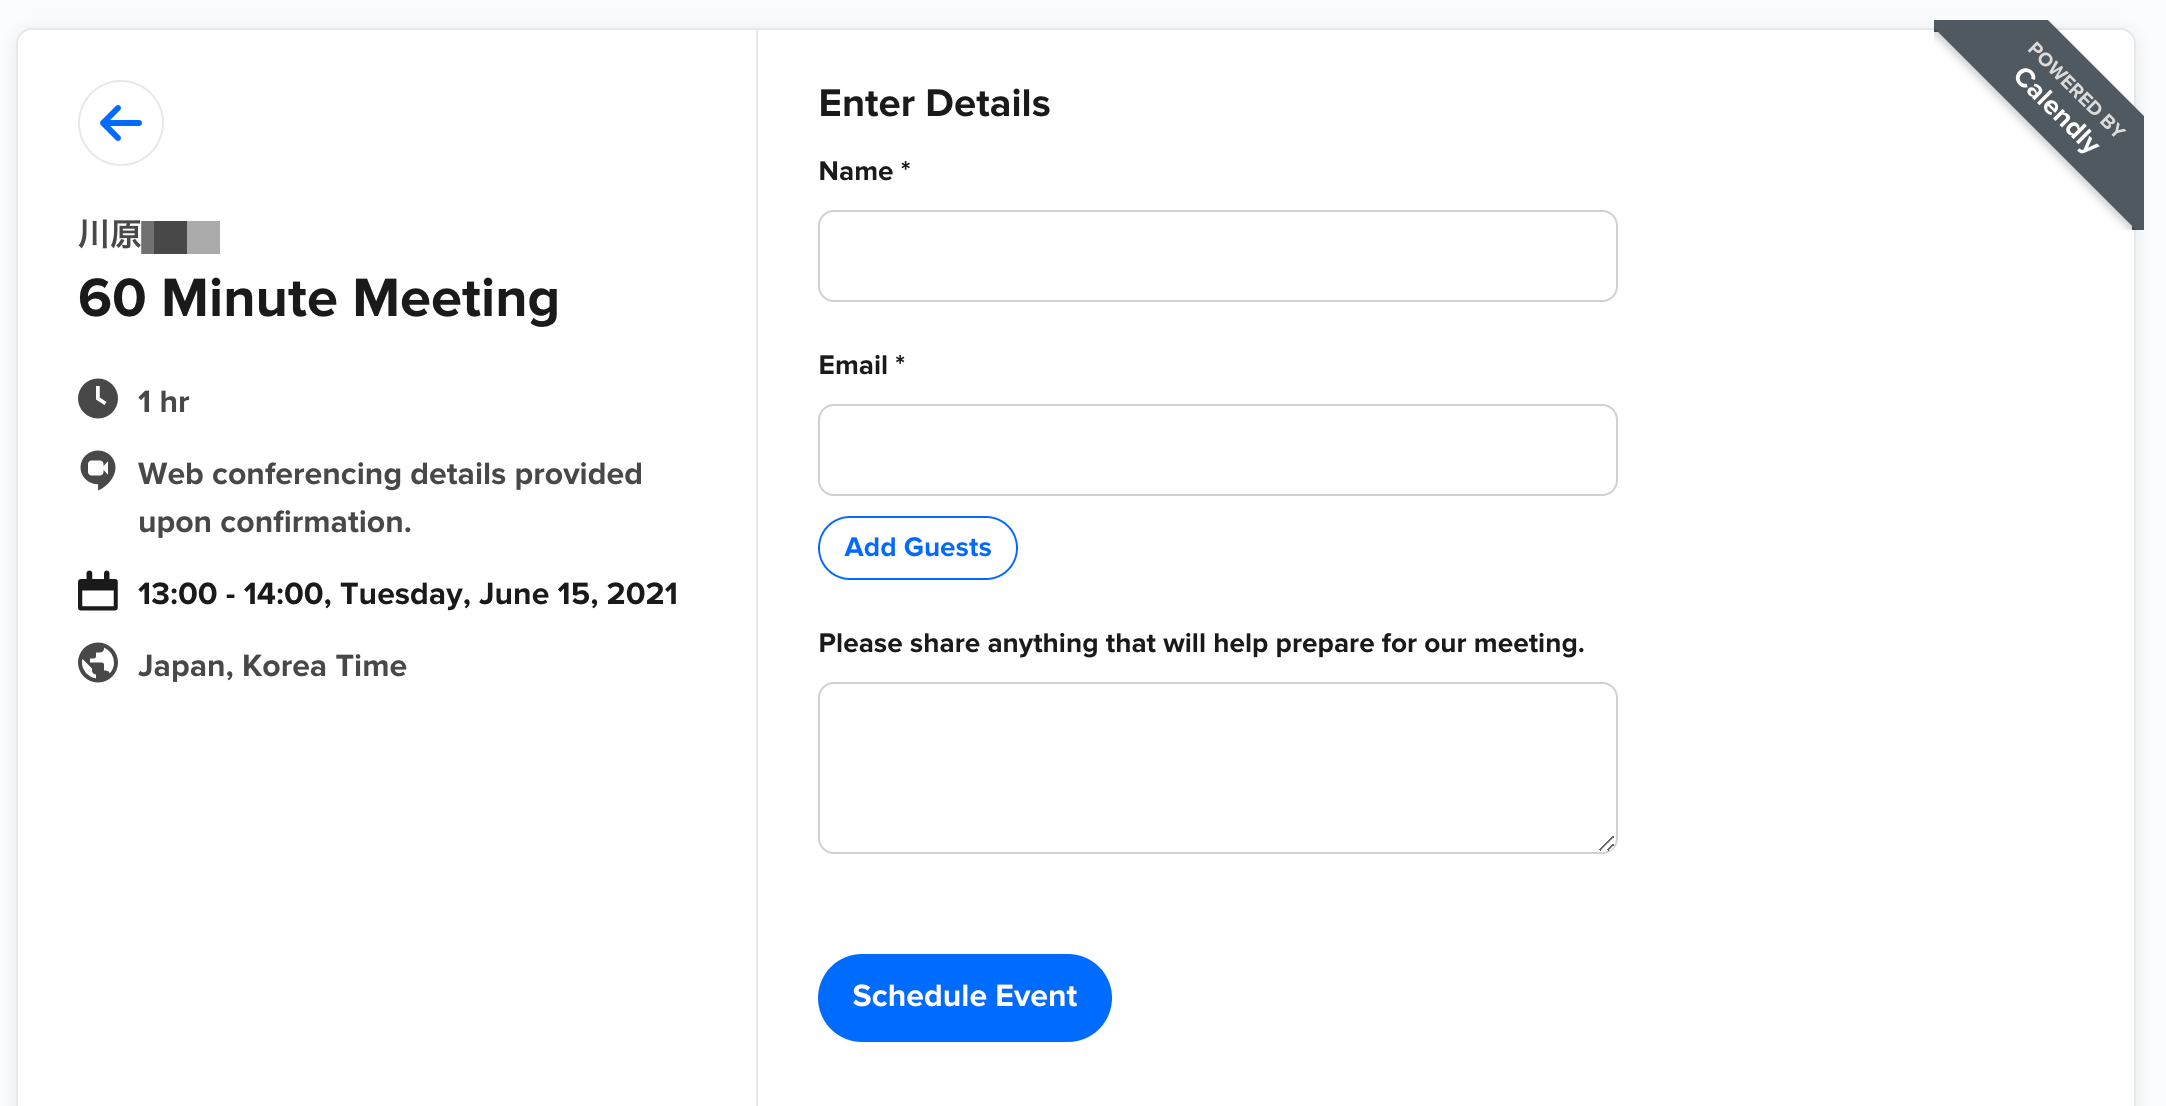 川原
60 Minute Meeting
1 hr
Web conferencing details provided
upon confirmation.
13:00 - 14:00, Tuesday, June 15, 2021
Japan, Korea Time
Enter Details
Name *
Email *
Add Guests
Please share anything that will help prepare for our meeting.
Schedule Event
POWERED BY
Calendly